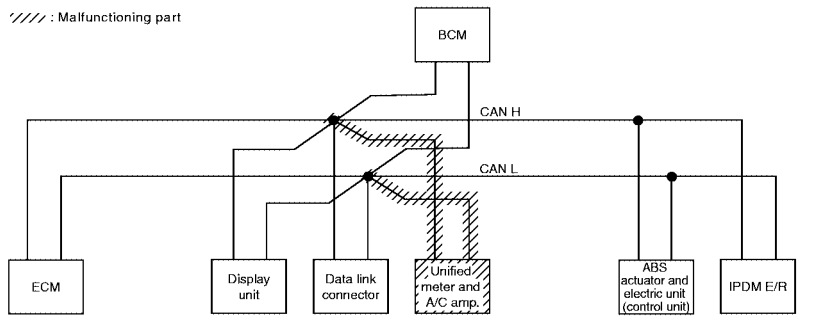 : Malfunctioning part
BCM
CAN H
CAN L
ECM
Display
unit
Data link
connector
Unified
meter and
A/C amp.
ABS
actuator and
electric unit
(control unit)
IPDM E/R